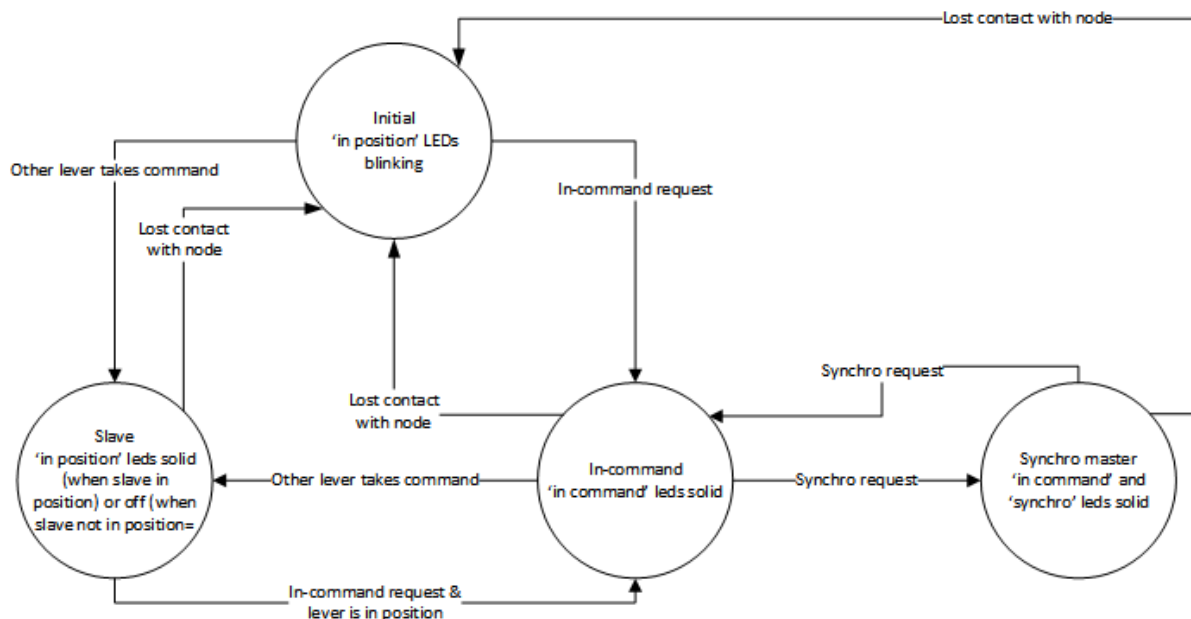 Lost contact with node
Initial
‘in position’ LEDs
blinking
Other lever takes command
In-command request
Lost contact
with node
Synchro request
Lost contact
with node
Slave
‘in position’ leds solid
(when slave in
position) or off (when
slave not in position=
Other lever takes command
In-command
‘in command’ leds solid
Synchro request
Synchro master
‘in command’ and
‘synchro’ leds solid
In-command request &
lever is in position